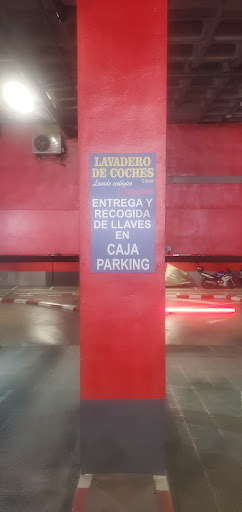 LAVADERO
DE COCHES
Lavado ecológico
ENTREGA Y
RECOGIDA
DE LLAVES
EN
CAJA
PARKING